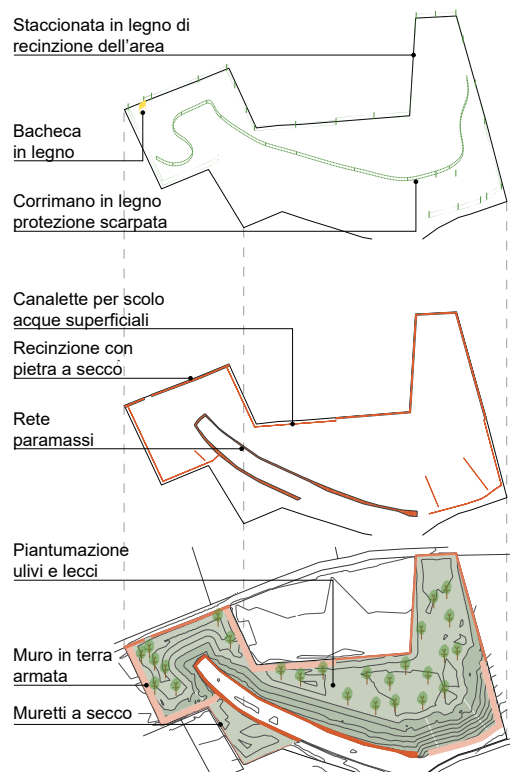 Staccionata in legno di
recinzione dell'area
Bacheca
in legno
Corrimano in legno
protezione scarpata
Canalette per scolo
acque superficiali
Recinzione con
pietra a secco
Rete
paramassi
Piantumazione
ulivi e lecci
Muro in terra
armata
Muretti a secco